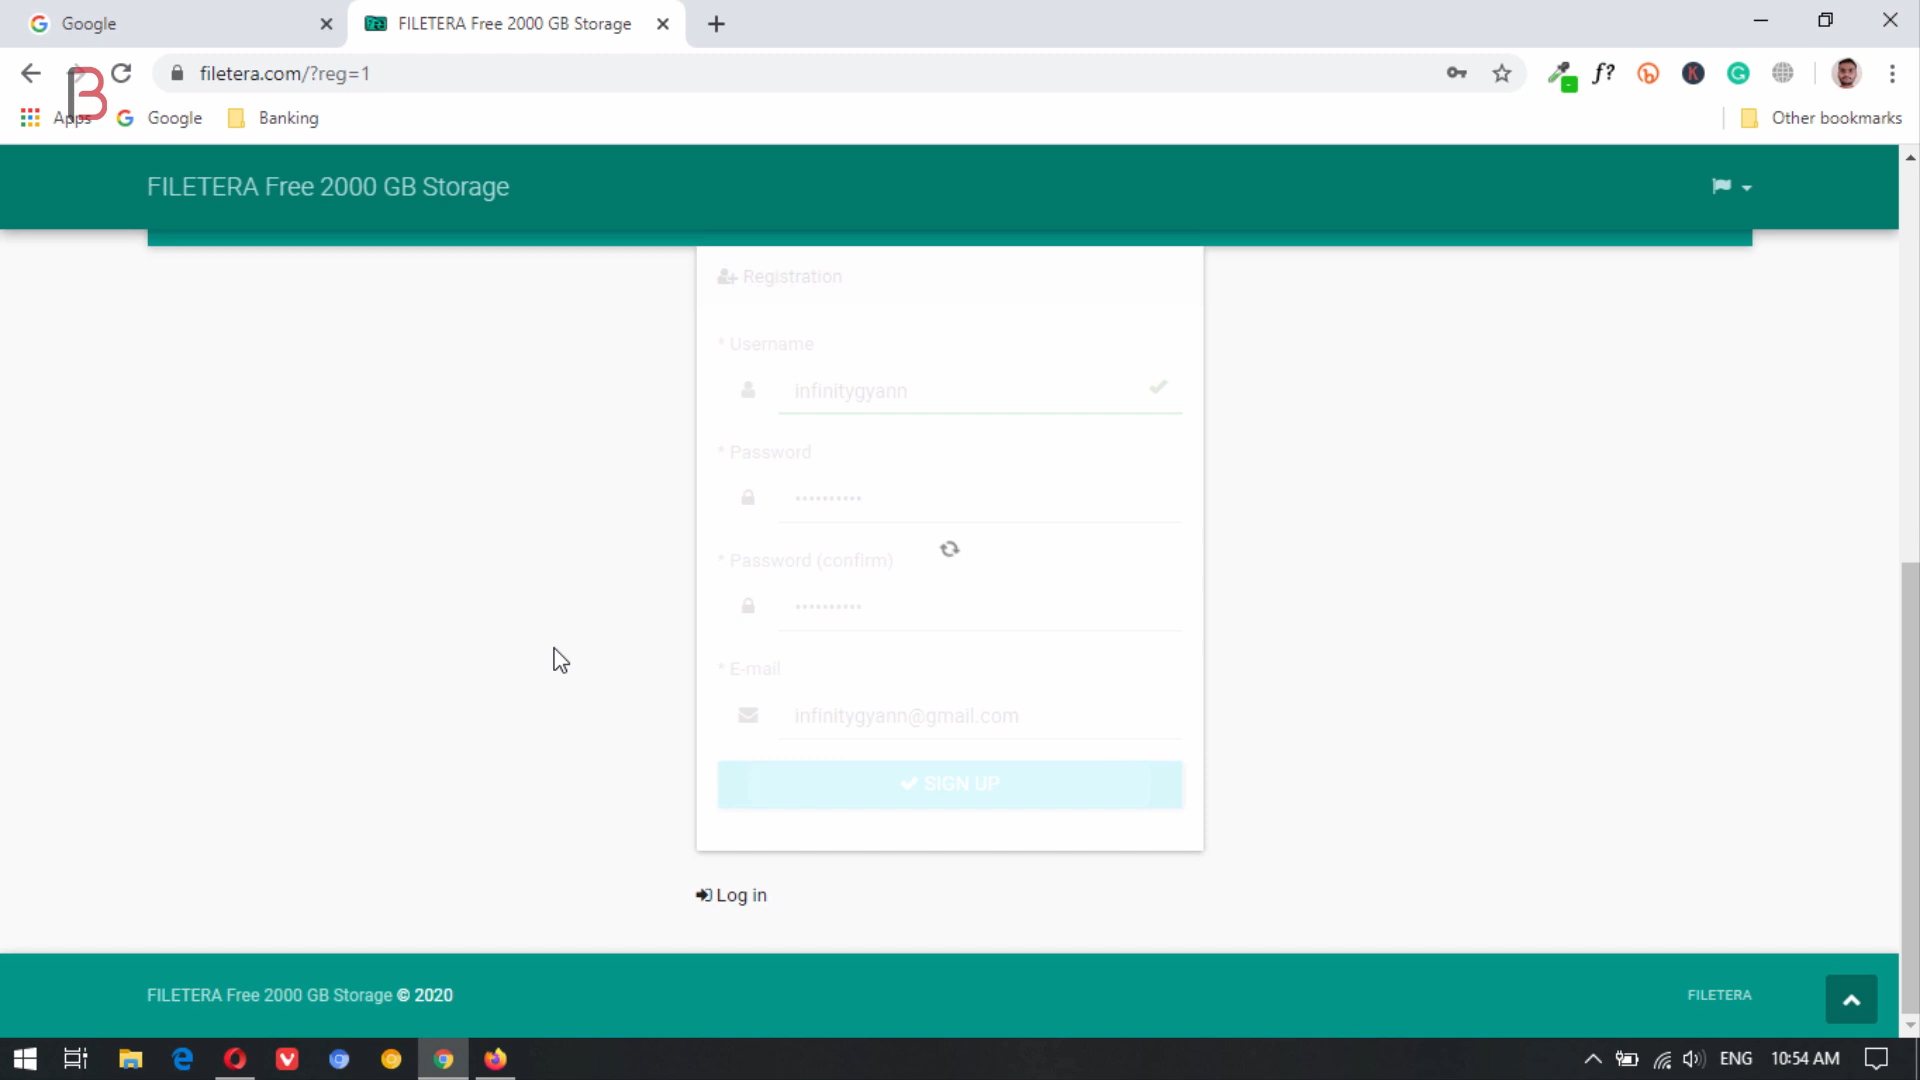 Google
FILETERA Free 2000 GB Storage
filetera.com/?reg=1
f?
Apps
Google
Banking
Other bookmarks
B
FILETERA Free 2000 GB Storage
Registration
* Username
infinitygyann
* Password
••••••••••
* Password (confirm)
••••••••••
* E-mail
infinitygyann@gmail.com
SIGN UP
Log in
FILETERA Free 2000 GB Storage © 2020
FILETERA
ENG
10:54 AM